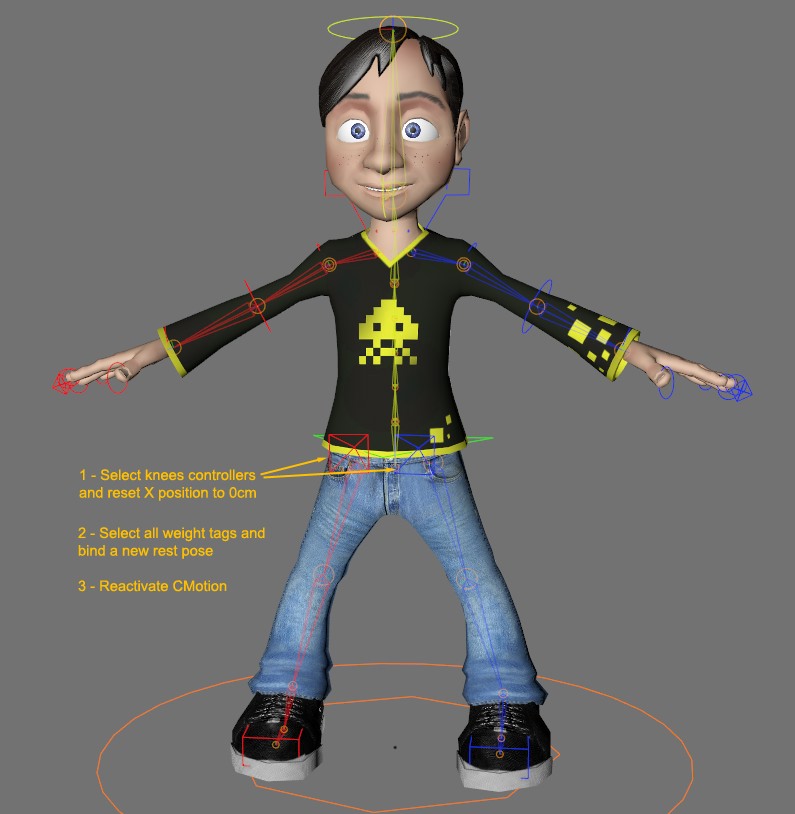 1 - Select knees controllers
and reset X position to 0cm
2 - Select all weight tags and
bind a new rest pose
3 - Reactivate CMotion